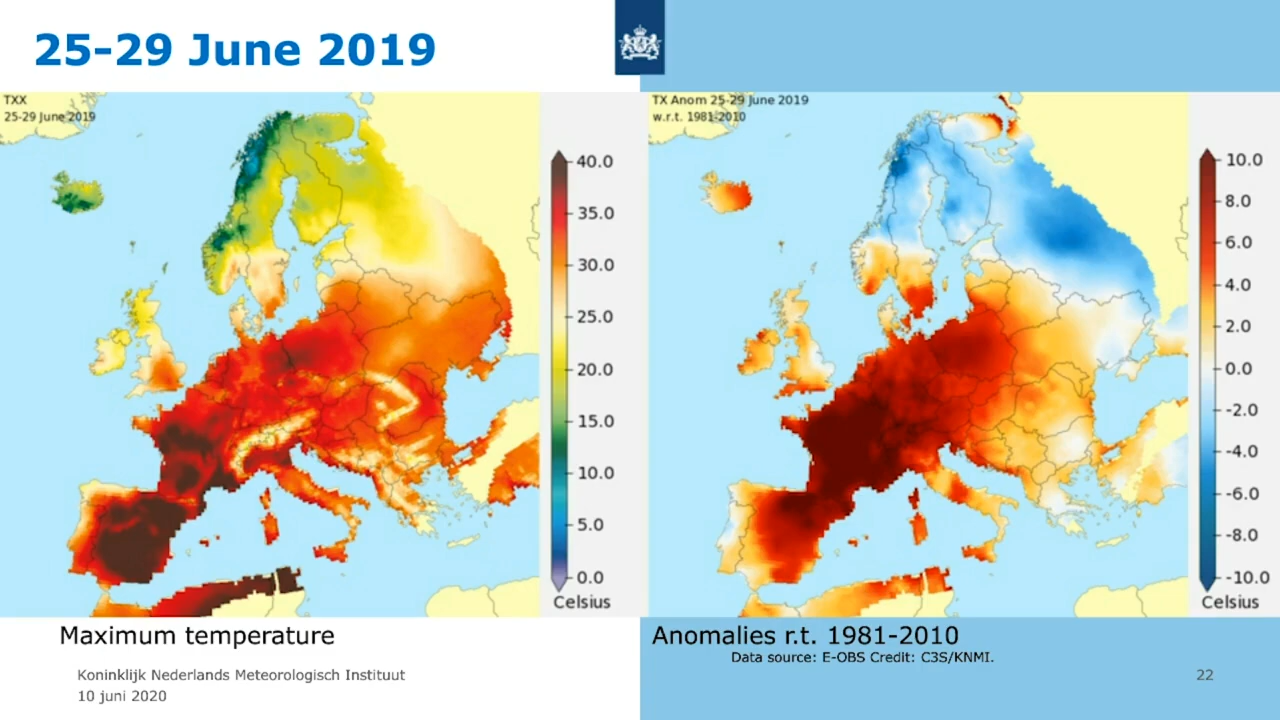 25-29 June 2019
TXX
25-29 June 2019
40.0
35.0
30.0
25.0
20.0
15.0
10.0
5.0
0.0
Celsius
TX Anom 25-29 June 2019
w.r.t. 1981-2010
10.0
8.0
6.0
4.0
2.0
0.0
-2.0
-4.0
-6.0
-8.0
-10.0
Celsius
Maximum temperature
Anomalies r.t. 1981-2010
Data source: E-OBS Credit: C3S/KNMI.
Koninklijk Nederlands Meteorologisch Instituut
10 juni 2020
22